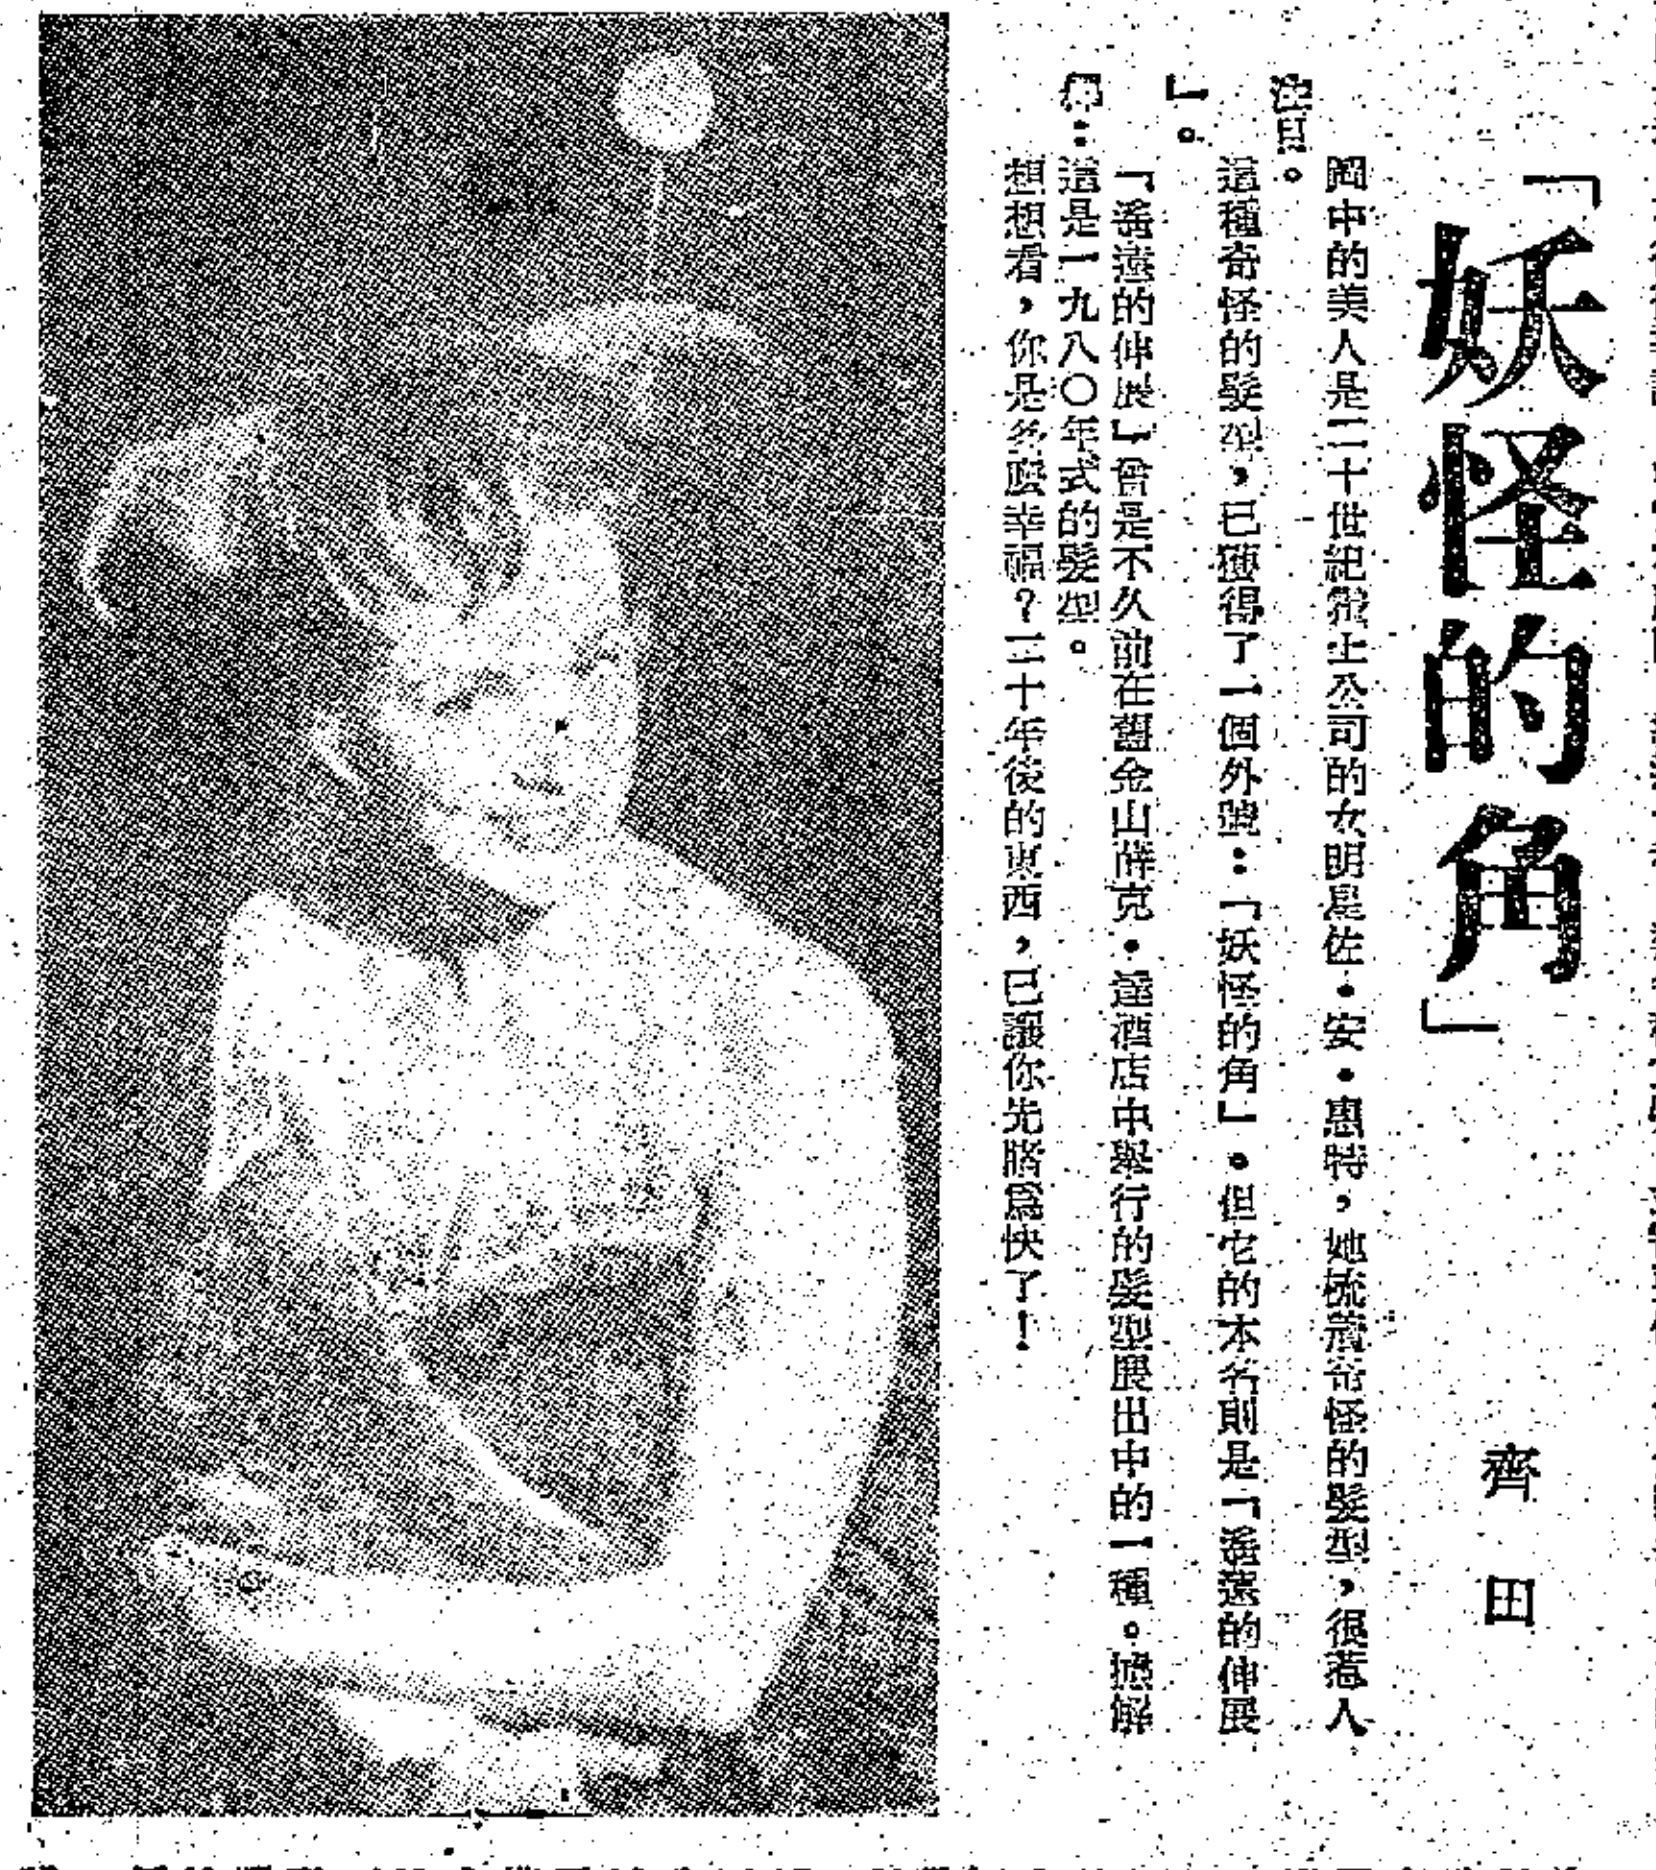 「妖怪的角」
齊田
圖中的美人是二十世紀霍士公司的女明星佐·安·惠特,她梳着奇怪的髮型,很惹人
注目。
這種奇怪的髮型,已獲得了一個外號:「妖怪的角」。但它的本名則是「遙遠的伸展
」。
「遙遠的伸展」曾是不久前在舊金山薛克·達酒店中舉行的髮型展出中的一種。據解
釋:這是一九八〇年式的髮型。
想想看,你是多麼幸福?二十年後的東西,已讓你先睹爲快了!